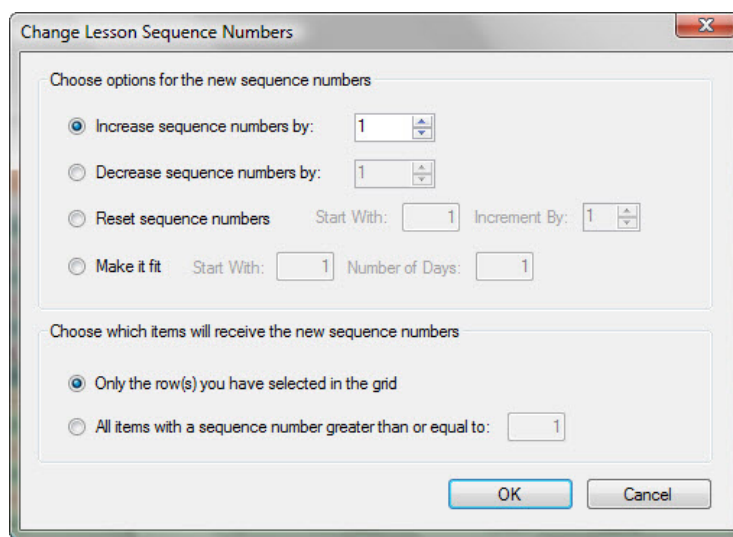 Change Lesson Sequence Numbers
Choose options for the new sequence numbers
Increase sequence numbers by: 1
Decrease sequence numbers by: 1
Reset sequence numbers Start With: 1 Increment By: 1
Make it fit Start With: 1 Number of Days: 1
Choose which items will receive the new sequence numbers
Only the row(s) you have selected in the grid
All items with a sequence number greater than or equal to: 1
OK Cancel